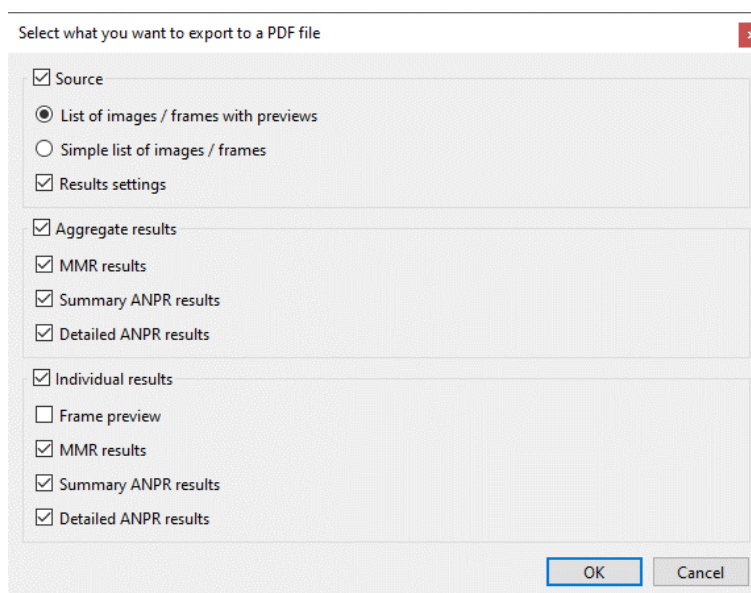 Select what you want to export to a PDF file
Source
List of images / frames with previews
Simple list of images / frames
Results settings
Aggregate results
MMR results
Summary ANPR results
Detailed ANPR results
Individual results
Frame preview
MMR results
Summary ANPR results
Detailed ANPR results
OK Cancel